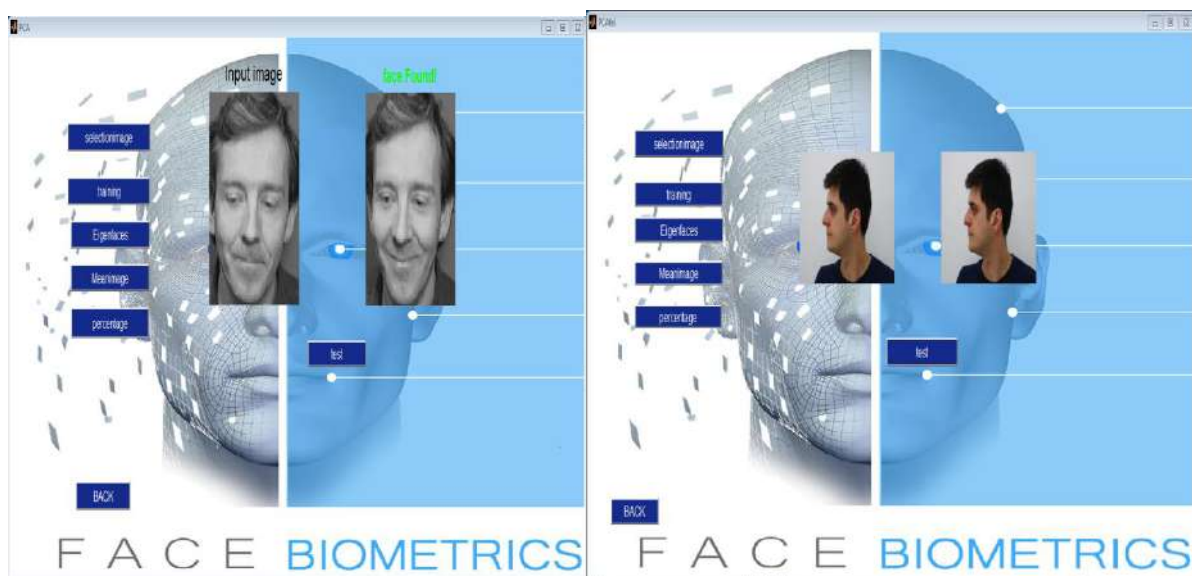 PCA
Input image
face Found!
selectionimage
training
Eigenfaces
Meanimage
percentage
test
BACK
FACE BIOMETRICS
selectionimage
training
Eigenfaces
Meanimage
percentage
test
BACK
FACE BIOMETRICS